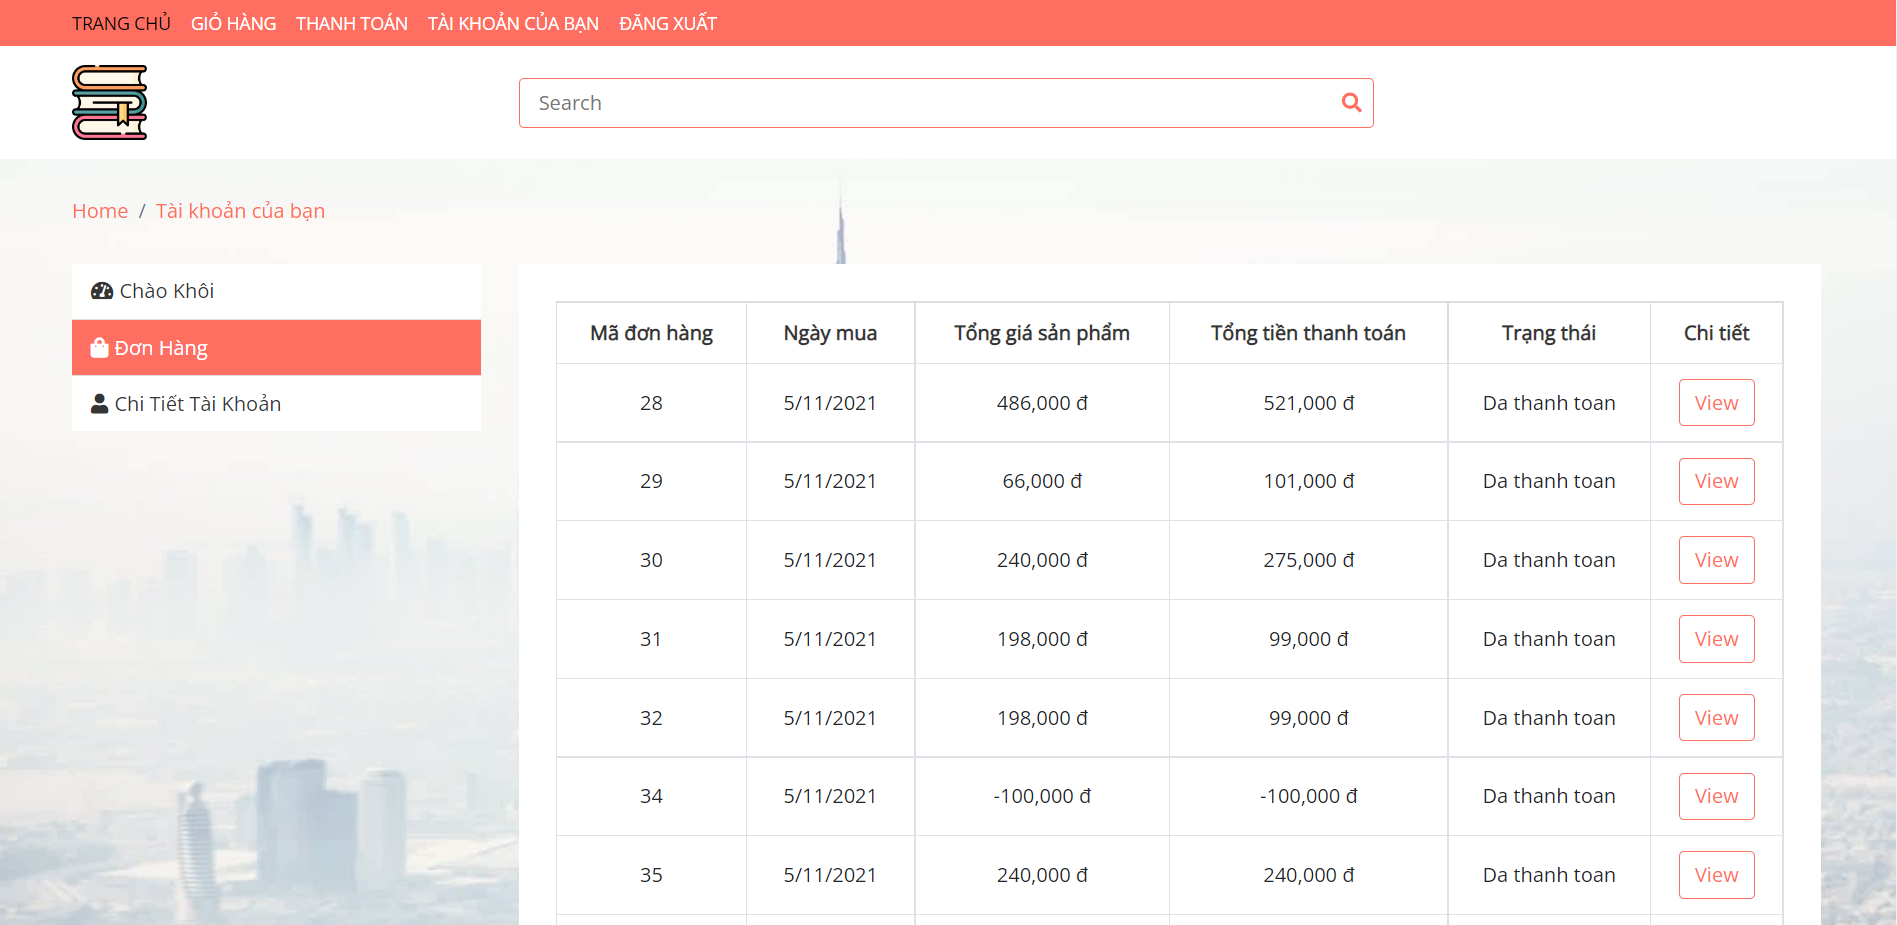 TRANG CHỦ GIỎ HÀNG THANH TOÁN TÀI KHOẢN CỦA BẠN ĐĂNG XUẤT
Search
Home / Tài khoản của bạn
Chào Khôi
Đơn Hàng
Chi Tiết Tài Khoản
Mã đơn hàng Ngày mua Tổng giá sản phẩm Tổng tiền thanh toán Trạng thái Chi tiết
28 5/11/2021 486,000 đ 521,000 đ Da thanh toan View
29 5/11/2021 66,000 đ 101,000 đ Da thanh toan View
30 5/11/2021 240,000 đ 275,000 đ Da thanh toan View
31 5/11/2021 198,000 đ 99,000 đ Da thanh toan View
32 5/11/2021 198,000 đ 99,000 đ Da thanh toan View
34 5/11/2021 -100,000 đ -100,000 đ Da thanh toan View
35 5/11/2021 240,000 đ 240,000 đ Da thanh toan View